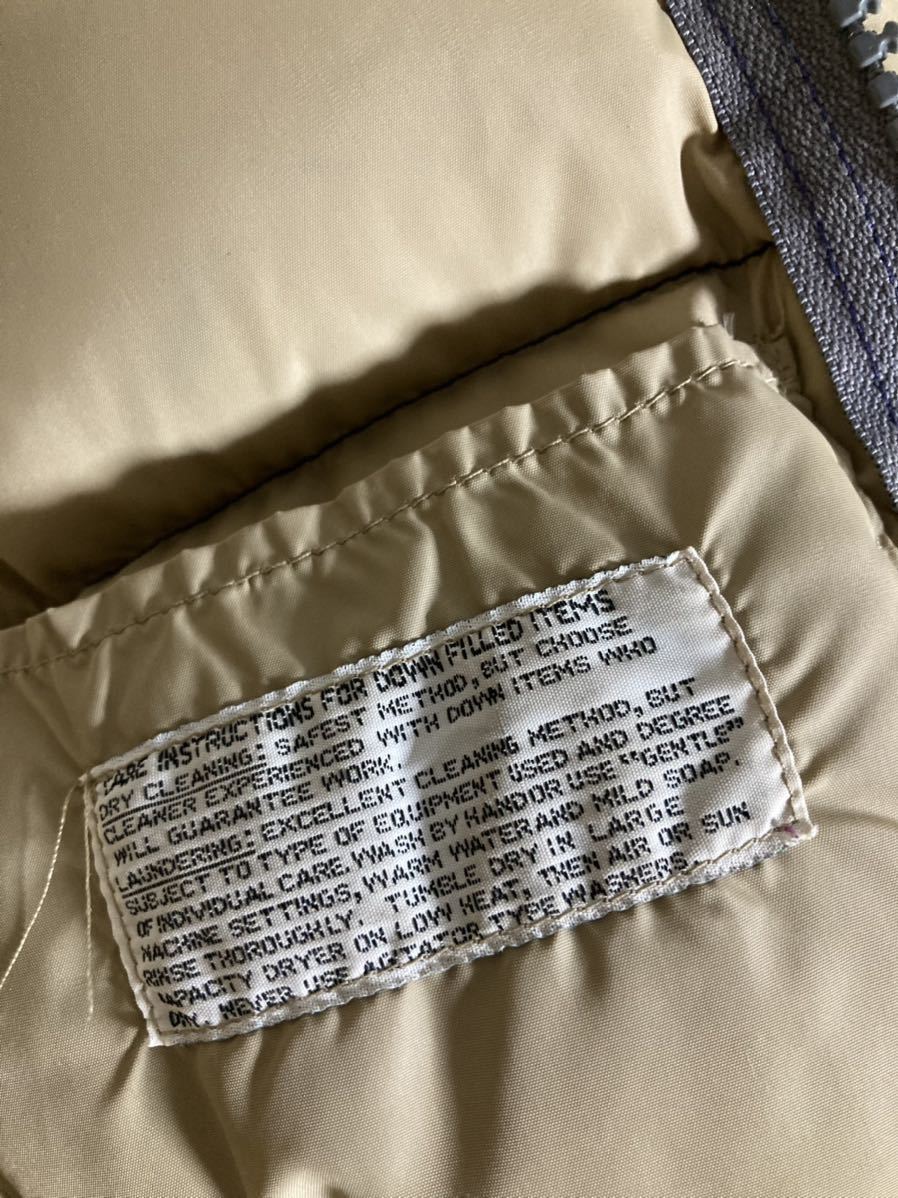 CARE INSTRUCTIONS FOR DOWN FILLED ITEMS
DRY CLEANING: SAFEST METHOD, BUT CHOOSE
CLEANER EXPERIENCED WITH DOWN ITEMS WHO
WILL GUARANTEE WORK.
LAUNDERING: EXCELLENT CLEANING METHOD, BUT
SUBJECT TO TYPE OF EQUIPMENT USED AND DEGREE
OF INDIVIDUAL CARE. WASH BY HAND OR USE "GENTLE"
MACHINE SETTINGS, WARM WATER AND MILD SOAP.
RINSE THOROUGHLY. TUMBLE DRY IN LARGE
CAPACITY DRYER ON LOW HEAT, THEN AIR OR SUN
DRY. NEVER USE AGITATOR TYPE WASHERS